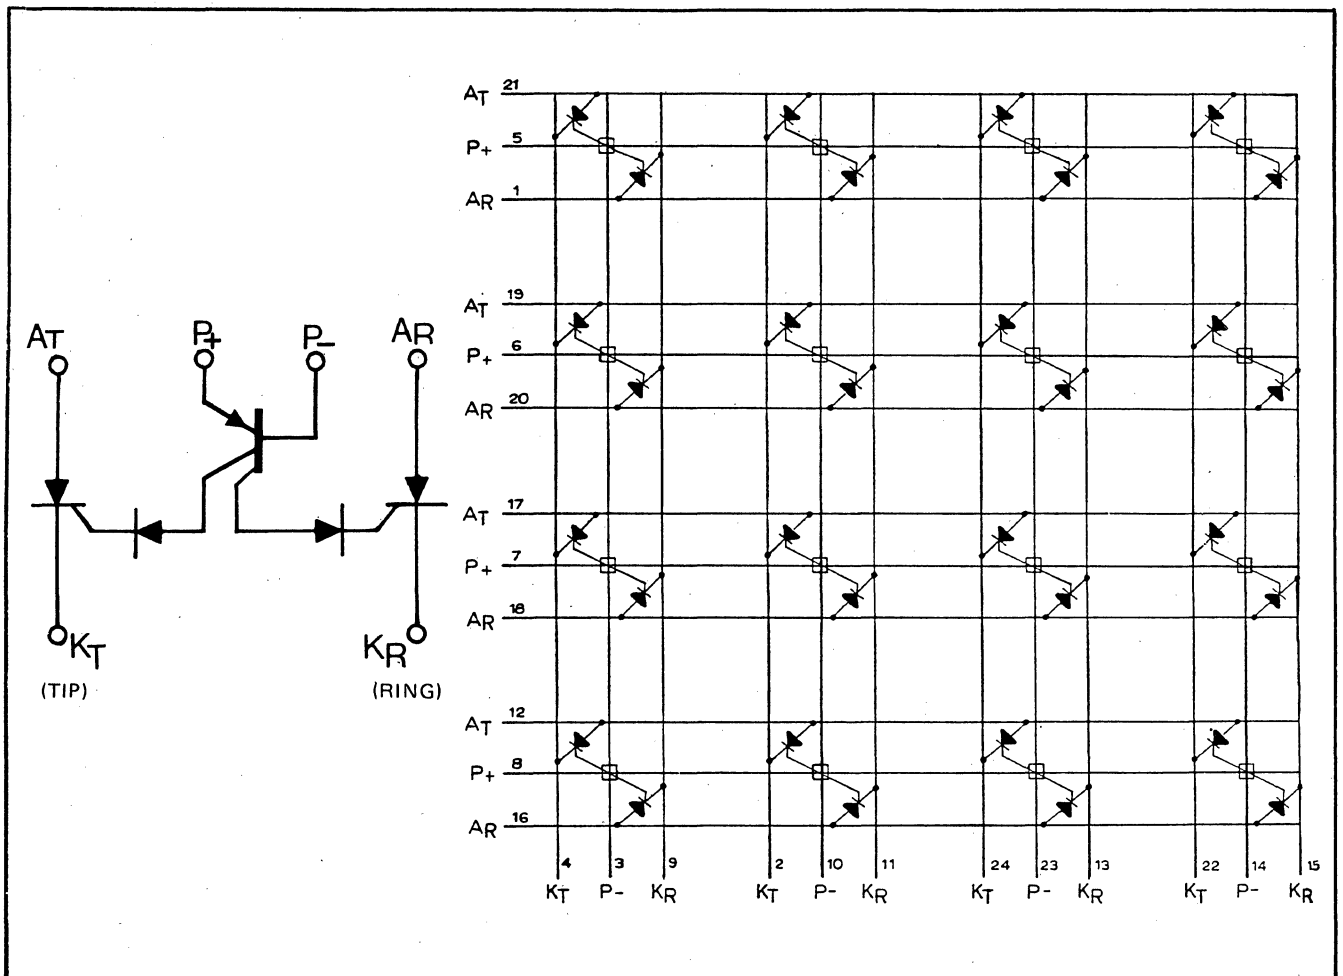 AT P+ P- AR
KT KR
(TIP) (RING)
AT 21
P+ 5
AR 1
AT 19
P+ 6
AR 20
AT 17
P+ 7
AR 18
AT 12
P+ 8
AR 16
4 3 9 2 10 11 24 23 13 22 14 15
KT P- KR KT P- KR KT P- KR KT P- KR